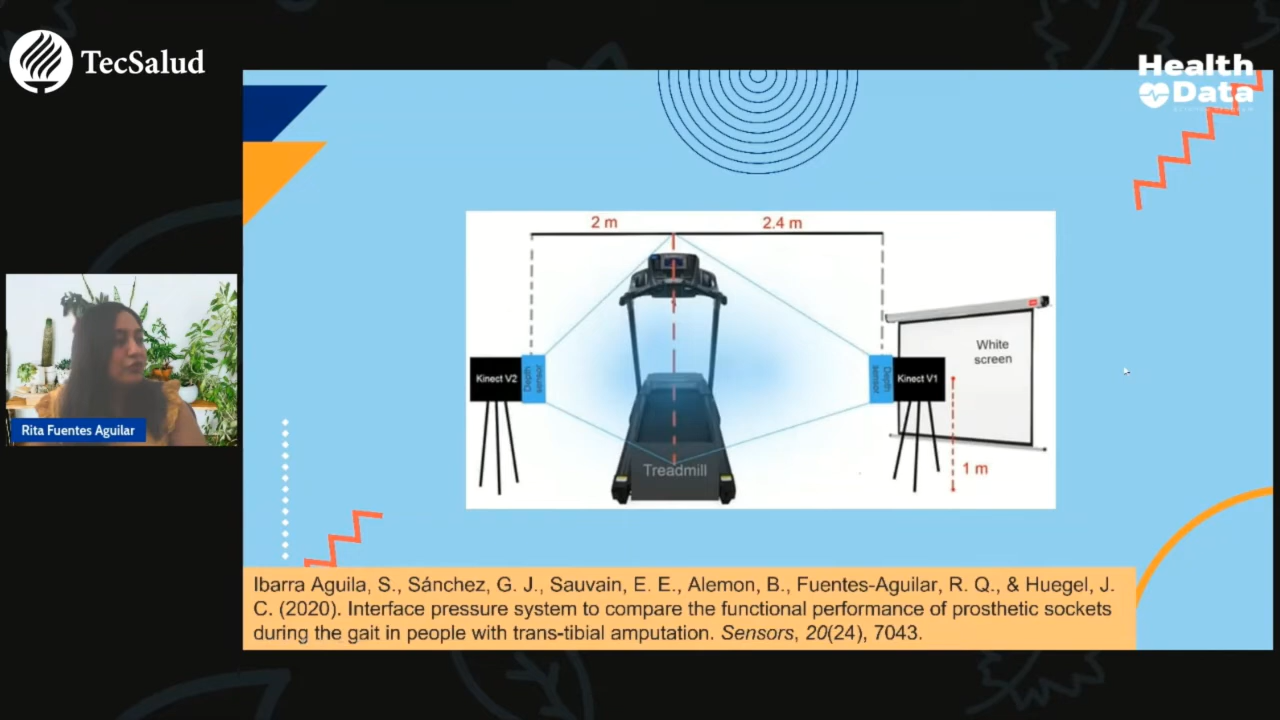 TecSalud
Health
Data
2 m
2.4 m
White
screen
Kinect V2
Depth
sensor
Depth
sensor
Kinect V1
Treadmill
1 m
Rita Fuentes Aguilar
Ibarra Aguila, S., Sánchez, G. J., Sauvain, E. E., Alemon, B., Fuentes-Aguilar, R. Q., & Huegel, J.
C. (2020). Interface pressure system to compare the functional performance of prosthetic sockets
during the gait in people with trans-tibial amputation. Sensors, 20(24), 7043.